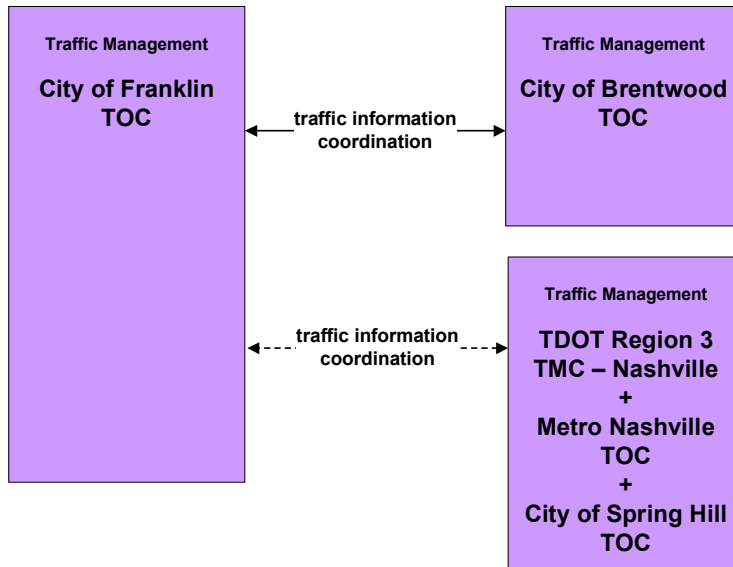 Traffic Management
City of Franklin
TOC
traffic information
coordination
Traffic Management
City of Brentwood
TOC
traffic information
coordination
Traffic Management
TDOT Region 3
TMC – Nashville
+
Metro Nashville
TOC
+
City of Spring Hill
TOC